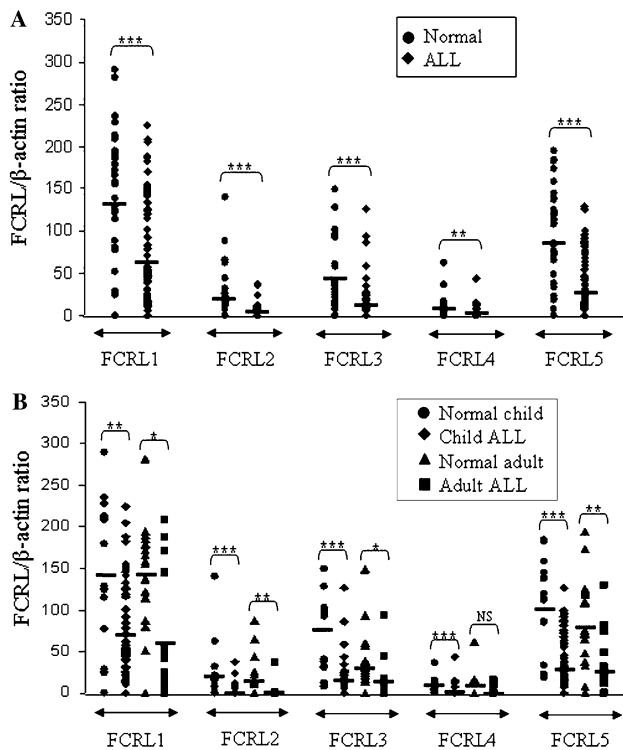 A
FCRL/β-actin ratio
350
300
250
200
150
100
50
0
***
***
***
**
***
Normal
ALL
FCRL1
FCRL2
FCRL3
FCRL4
FCRL5
B
FCRL/β-actin ratio
350
300
250
200
150
100
50
0
**
*
***
**
***
*
***
NS
***
**
Normal child
Child ALL
Normal adult
Adult ALL
FCRL1
FCRL2
FCRL3
FCRL4
FCRL5